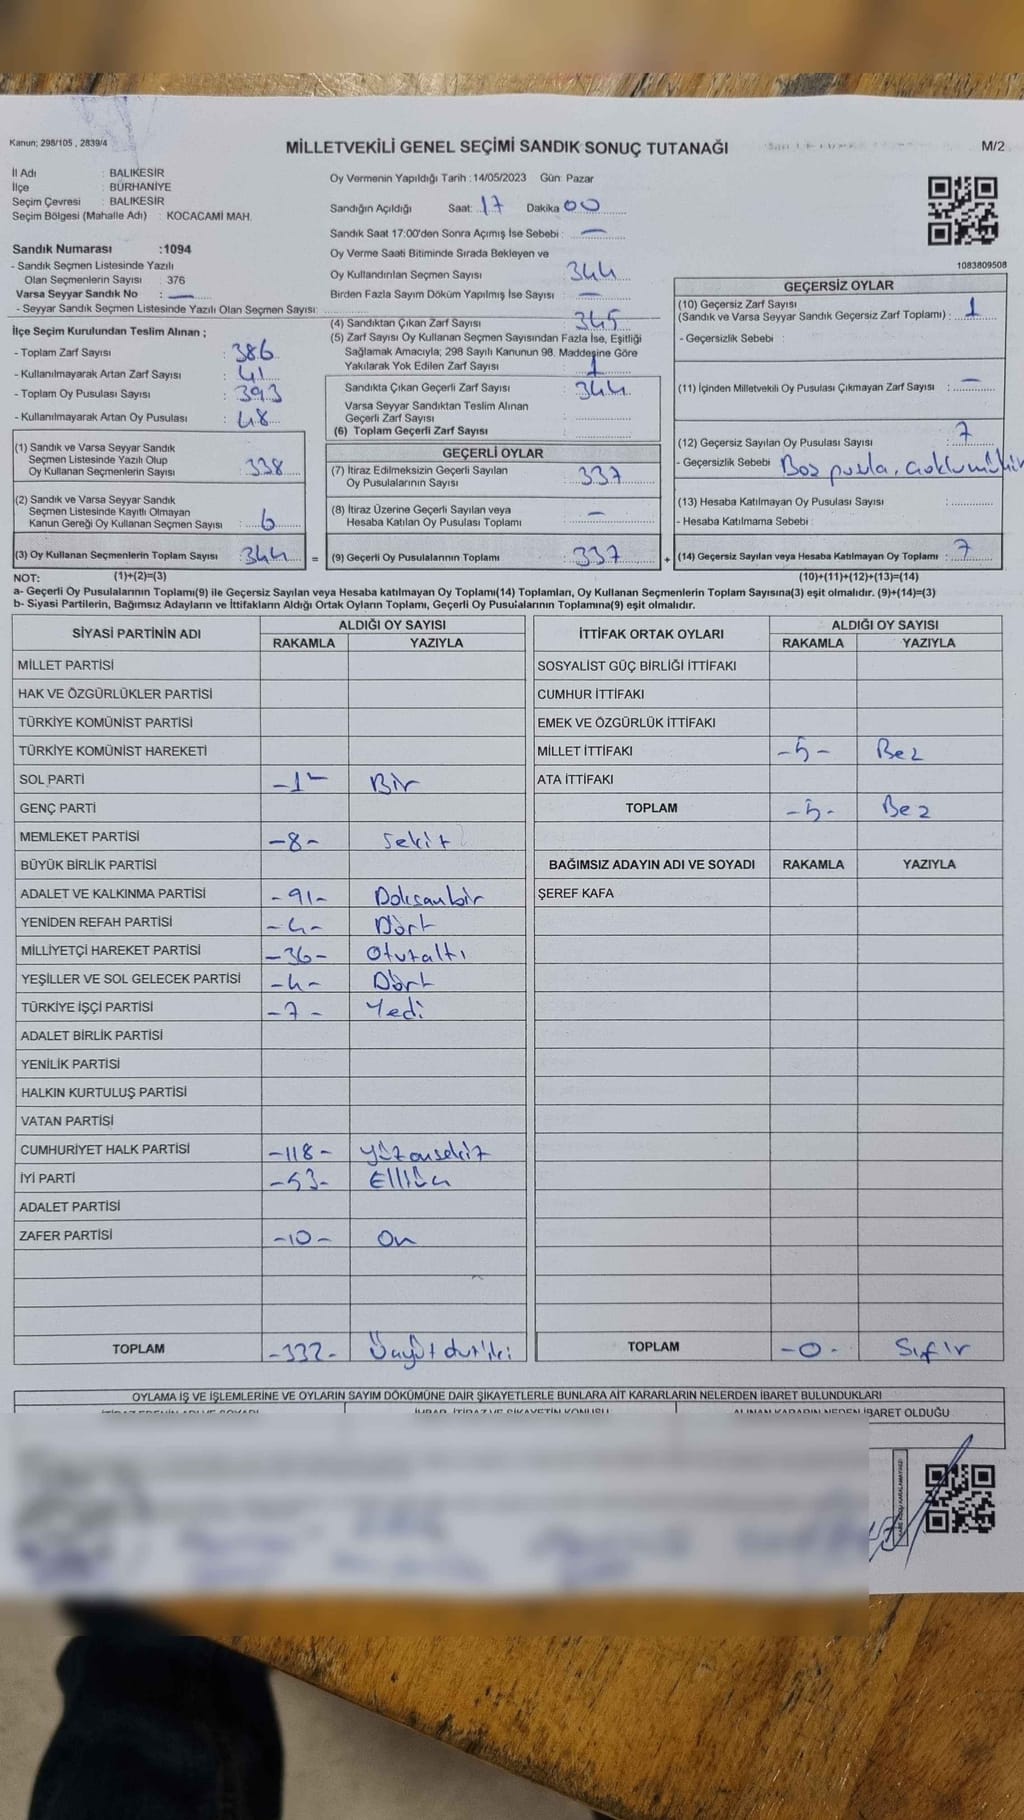 Kanun; 298/105 , 2839/4
MİLLETVEKİLİ GENEL SEÇİMİ SANDIK SONUÇ TUTANAĞI
M/2
İl Adı : BALIKESİR
İlçe : BURHANİYE
Seçim Çevresi : BALIKESİR
Seçim Bölgesi (Mahalle Adı) : KOCACAMİ MAH.
Sandık Numarası :1094
- Sandık Seçmen Listesinde Yazılı
Olan Seçmenlerin Sayısı : 376
Varsa Seyyar Sandık No : —
- Seyyar Sandık Seçmen Listesinde Yazılı Olan Seçmen Sayısı:
İlçe Seçim Kurulundan Teslim Alınan ;
- Toplam Zarf Sayısı : 386
- Kullanılmayarak Artan Zarf Sayısı : 41
- Toplam Oy Pusulası Sayısı : 393
- Kullanılmayarak Artan Oy Pusulası : 48
(1) Sandık ve Varsa Seyyar Sandık
Seçmen Listesinde Yazılı Olup
Oy Kullanan Seçmenlerin Sayısı : 338
(2) Sandık ve Varsa Seyyar Sandık
Seçmen Listesinde Kayıtlı Olmayan
Kanun Gereği Oy Kullanan Seçmen Sayısı : 6
(3) Oy Kullanan Seçmenlerin Toplam Sayısı : 344 =
Oy Vermenin Yapıldığı Tarih :14/05/2023 Gün: Pazar
Sandığın Açıldığı Saat: 17 Dakika 00
Sandık Saat 17:00'den Sonra Açımış İse Sebebi : —
Oy Verme Saati Bitiminde Sırada Bekleyen ve
Oy Kullandırılan Seçmen Sayısı 344
Birden Fazla Sayım Döküm Yapılmış İse Sayısı : —
(4) Sandıktan Çıkan Zarf Sayısı : 345
(5) Zarf Sayısı Oy Kullanan Seçmen Sayısından Fazla İse, Eşitliği
Sağlamak Amacıyla; 298 Sayılı Kanunun 98. Maddesine Göre
Yakılarak Yok Edilen Zarf Sayısı : 1
Sandıkta Çıkan Geçerli Zarf Sayısı : 344
Varsa Seyyar Sandıktan Teslim Alınan
Geçerli Zarf Sayısı :
(6) Toplam Geçerli Zarf Sayısı :
GEÇERLİ OYLAR
(7) İtiraz Edilmeksizin Geçerli Sayılan
Oy Pusulalarının Sayısı : 337
(8) İtiraz Üzerine Geçerli Sayılan veya
Hesaba Katılan Oy Pusulası Toplamı : —
(9) Geçerli Oy Pusulalarının Toplamı : 337 +
1083809508
GEÇERSİZ OYLAR
(10) Geçersiz Zarf Sayısı
(Sandık ve Varsa Seyyar Sandık Geçersiz Zarf Toplamı) : 1
- Geçersizlik Sebebi :
(11) İçinden Milletvekili Oy Pusulası Çıkmayan Zarf Sayısı : —
(12) Geçersiz Sayılan Oy Pusulası Sayısı : 7
- Geçersizlik Sebebi : Boş pusla,
(13) Hesaba Katılmayan Oy Pusulası Sayısı :
- Hesaba Katılmama Sebebi :
(14) Geçersiz Sayılan veya Hesaba Katılmayan Oy Toplamı : 7
NOT: (1)+(2)=(3) (10)+(11)+(12)+(13)=(14)
a- Geçerli Oy Pusulalarının Toplamı(9) ile Geçersiz Sayılan veya Hesaba katılmayan Oy Toplamı(14) Toplamları, Oy Kullanan Seçmenlerin Toplam Sayısına(3) eşit olmalıdır. (9)+(14)=(3)
b- Siyasi Partilerin, Bağımsız Adayların ve İttifakların Aldığı Ortak Oyların Toplamı, Geçerli Oy Pusulalarının Toplamına(9) eşit olmalıdır.
SİYASİ PARTİNİN ADI ALDIĞI OY SAYISI
RAKAMLA YAZIYLA
MİLLET PARTİSİ
HAK VE ÖZGÜRLÜKLER PARTİSİ
TÜRKİYE KOMÜNİST PARTİSİ
TÜRKİYE KOMÜNİST HAREKETİ
SOL PARTİ -1- Bir
GENÇ PARTİ
MEMLEKET PARTİSİ -8- Sekiz
BÜYÜK BİRLİK PARTİSİ
ADALET VE KALKINMA PARTİSİ -91- Doksanbir
YENİDEN REFAH PARTİSİ -4- Dört
MİLLİYETÇİ HAREKET PARTİSİ -36- Otuzaltı
YEŞİLLER VE SOL GELECEK PARTİSİ -4- Dört
TÜRKİYE İŞÇİ PARTİSİ -7- Yedi
ADALET BİRLİK PARTİSİ
YENİLİK PARTİSİ
HALKIN KURTULUŞ PARTİSİ
VATAN PARTİSİ
CUMHURİYET HALK PARTİSİ -118- Yüzonsekiz
İYİ PARTİ -53- Elliüç
ADALET PARTİSİ
ZAFER PARTİSİ -10- On
TOPLAM -332- Üçyüzotuziki
İTTİFAK ORTAK OYLARI ALDIĞI OY SAYISI
RAKAMLA YAZIYLA
SOSYALİST GÜÇ BİRLİĞİ İTTİFAKI
CUMHUR İTTİFAKI
EMEK VE ÖZGÜRLÜK İTTİFAKI
MİLLET İTTİFAKI -5- Beş
ATA İTTİFAKI
TOPLAM -5- Beş
BAĞIMSIZ ADAYIN ADI VE SOYADI RAKAMLA YAZIYLA
ŞEREF KAFA
TOPLAM -0- Sıfır
OYLAMA İŞ VE İŞLEMLERİNE VE OYLARIN SAYIM DÖKÜMÜNE DAİR ŞİKAYETLERLE BUNLARA AİT KARARLARIN NELERDEN İBARET BULUNDUKLARI
ALINAN KARARIN NEDEN İBARET OLDUĞU